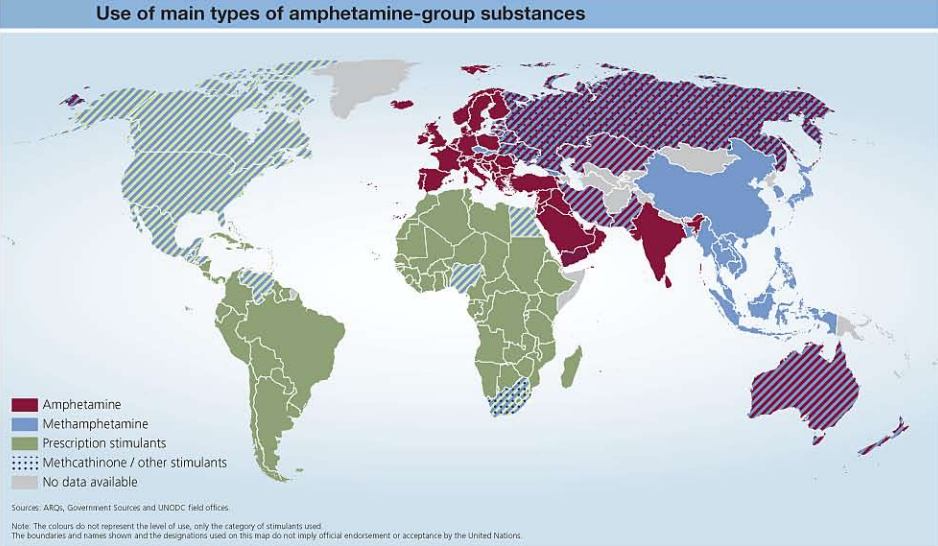 Use of main types of amphetamine-group substances
Amphetamine
Methamphetamine
Prescription stimulants
Methcathinone / other stimulants
No data available
Sources: ARQs, Government Sources and UNODC field offices.
Note: The colours do not represent the level of use, only the category of stimulants used.
The boundaries and names shown and the designations used on this map do not imply official endorsement or acceptance by the United Nations.